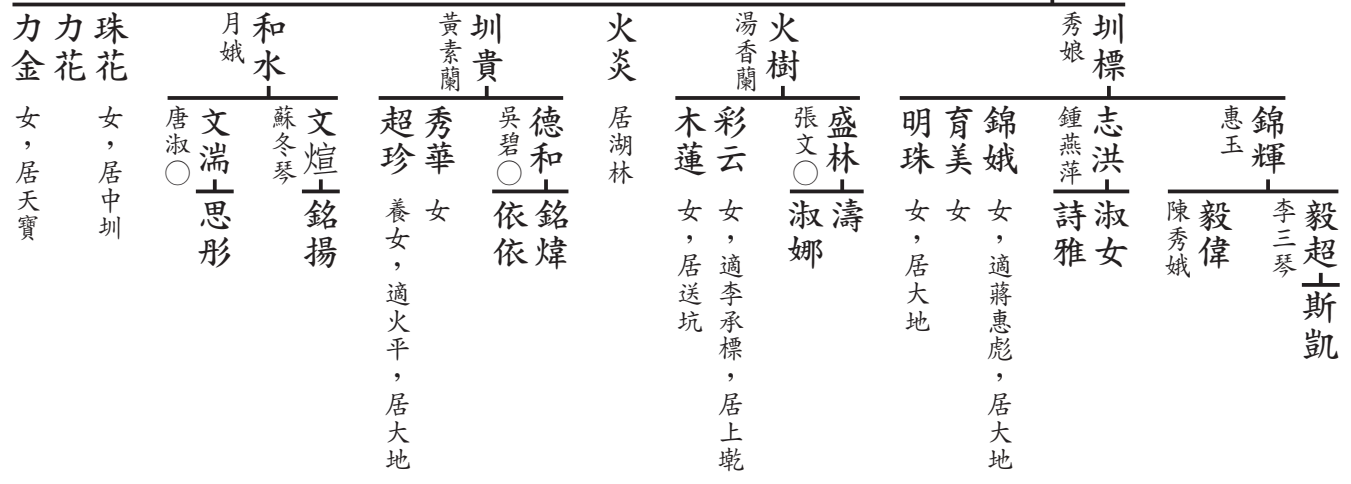 圳標
秀娘
火樹
湯香蘭
火炎
居湖林
圳貴
黃素蘭
和水
月娥
珠花
女，居中圳
力花
力金
女，居天寶
錦輝
惠玉
志洪
鍾燕萍
錦娥
女，適蔣惠彪，居大地
育美
女
明珠
女，居大地
盛林
張文○
彩云
女，適李承標，居上乾
木蓮
女，居送坑
德和
吳碧○
秀華
女
超珍
養女，適火平，居大地
文煊
蘇冬琴
文湍
唐淑○
毅超
李三琴
毅偉
陳秀娥
淑女
詩雅
濤
淑娜
銘煒
依依
銘揚
思彤
斯凱